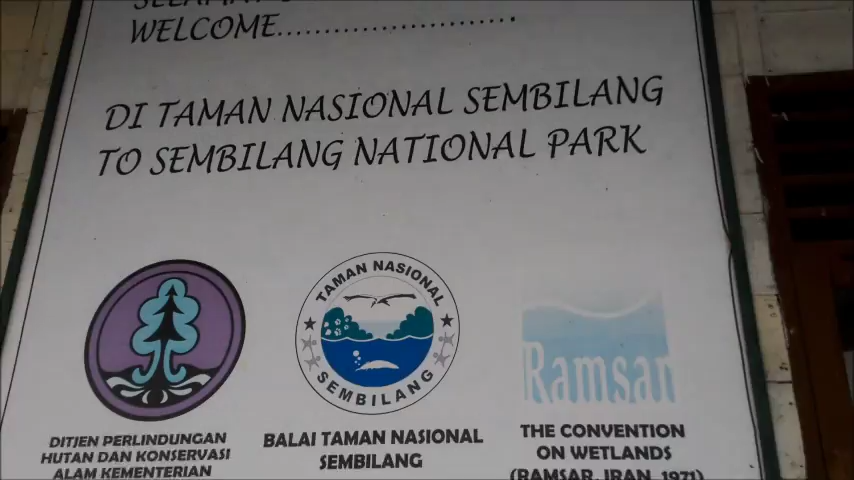 WELCOME........................
DI TAMAN NASIONAL SEMBILANG
TO SEMBILANG NATIONAL PARK
TAMAN NASIONAL
SEMBILANG
Ramsar
DITJEN PERLINDUNGAN
HUTAN DAN KONSERVASI
ALAM KEMENTERIAN
BALAI TAMAN NASIONAL
SEMBILANG
THE CONVENTION
ON WETLANDS
(RAMSAR, IRAN, 1971)